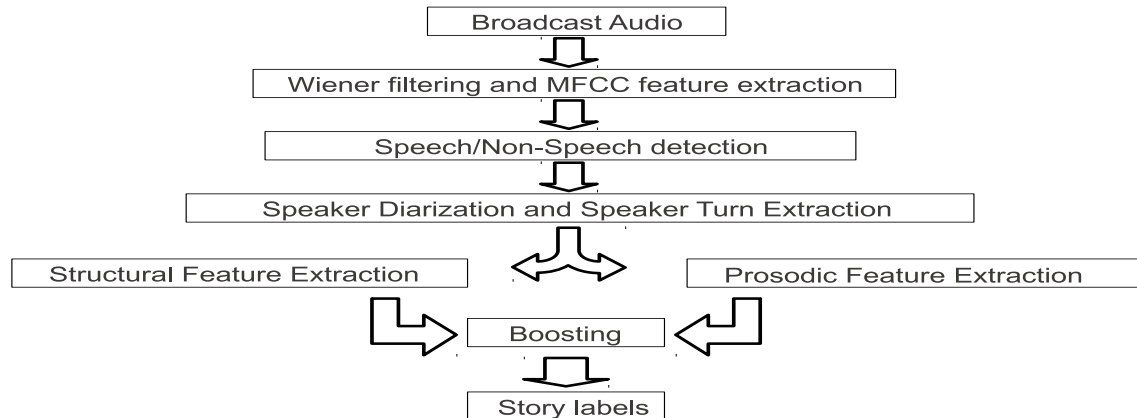 Broadcast Audio
Wiener filtering and MFCC feature extraction
Speech/Non-Speech detection
Speaker Diarization and Speaker Turn Extraction
Structural Feature Extraction
Prosodic Feature Extraction
Boosting
Story labels